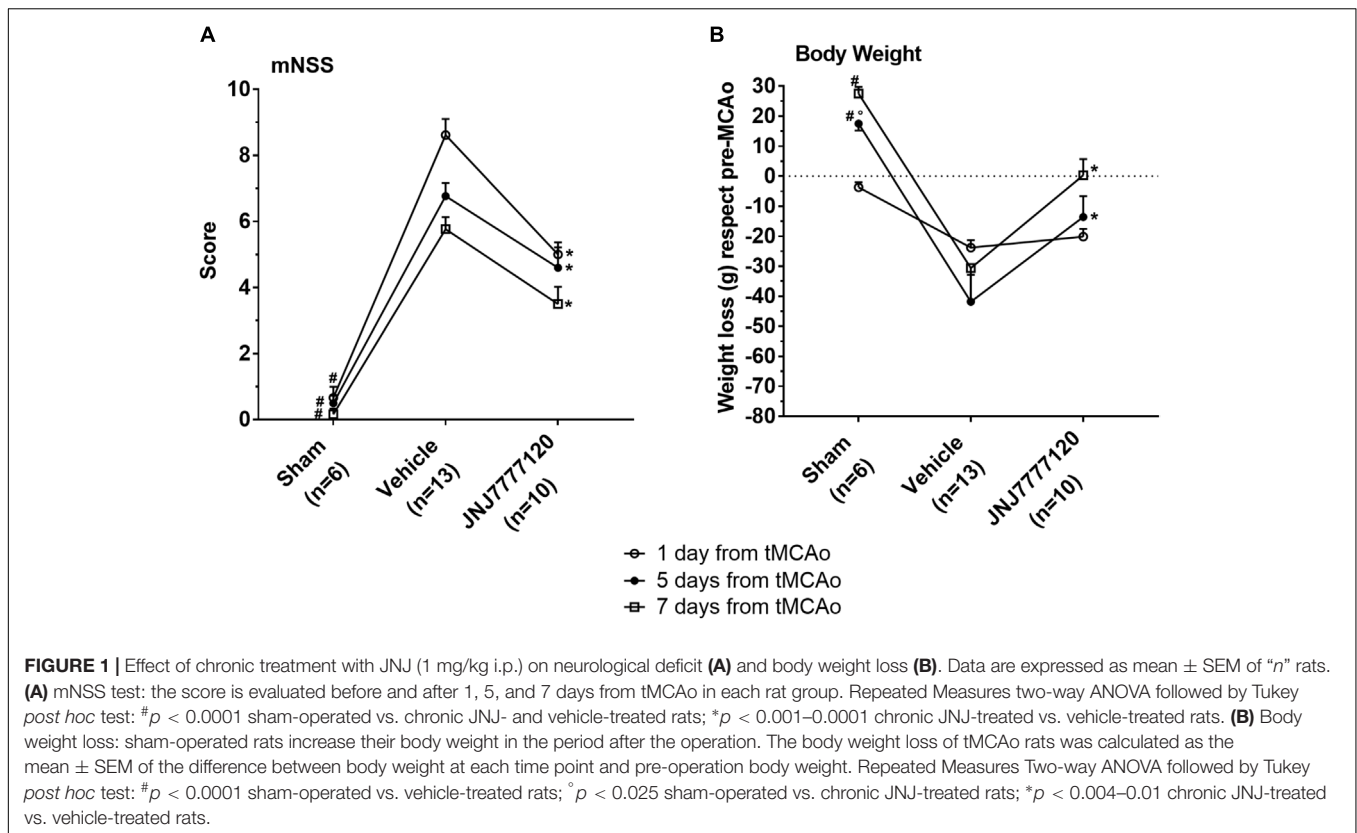 A
mNSS
10
8
6
4
2
0
Score
#
#
#
*
*
*
Sham
(n=6)
Vehicle
(n=13)
JNJ7777120
(n=10)
B
Body Weight
30
20
10
0
-10
-20
-30
-40
-50
-60
-70
-80
Weight loss (g) respect pre-MCAo
#
#°
*
*
Sham
(n=6)
Vehicle
(n=13)
JNJ7777120
(n=10)
1 day from tMCAo
5 days from tMCAo
7 days from tMCAo
FIGURE 1 | Effect of chronic treatment with JNJ (1 mg/kg i.p.) on neurological deficit (A) and body weight loss (B). Data are expressed as mean ± SEM of “n” rats.
(A) mNSS test: the score is evaluated before and after 1, 5, and 7 days from tMCAo in each rat group. Repeated Measures two-way ANOVA followed by Tukey
post hoc test: #p < 0.0001 sham-operated vs. chronic JNJ- and vehicle-treated rats; *p < 0.001–0.0001 chronic JNJ-treated vs. vehicle-treated rats. (B) Body
weight loss: sham-operated rats increase their body weight in the period after the operation. The body weight loss of tMCAo rats was calculated as the
mean ± SEM of the difference between body weight at each time point and pre-operation body weight. Repeated Measures Two-way ANOVA followed by Tukey
post hoc test: #p < 0.0001 sham-operated vs. vehicle-treated rats; °p < 0.025 sham-operated vs. chronic JNJ-treated rats; *p < 0.004–0.01 chronic JNJ-treated
vs. vehicle-treated rats.